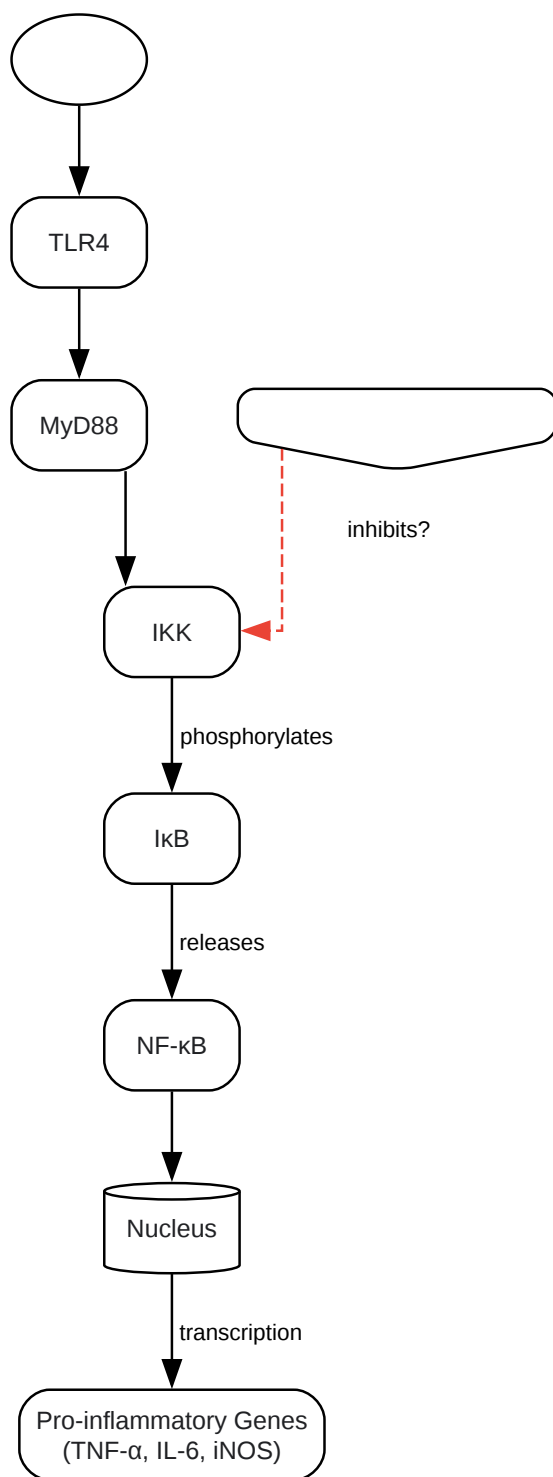 TLR4
MyD88
inhibits?
IKK
phosphorylates
IκB
releases
NF-κB
Nucleus
transcription
Pro-inflammatory Genes
(TNF-α, IL-6, iNOS)